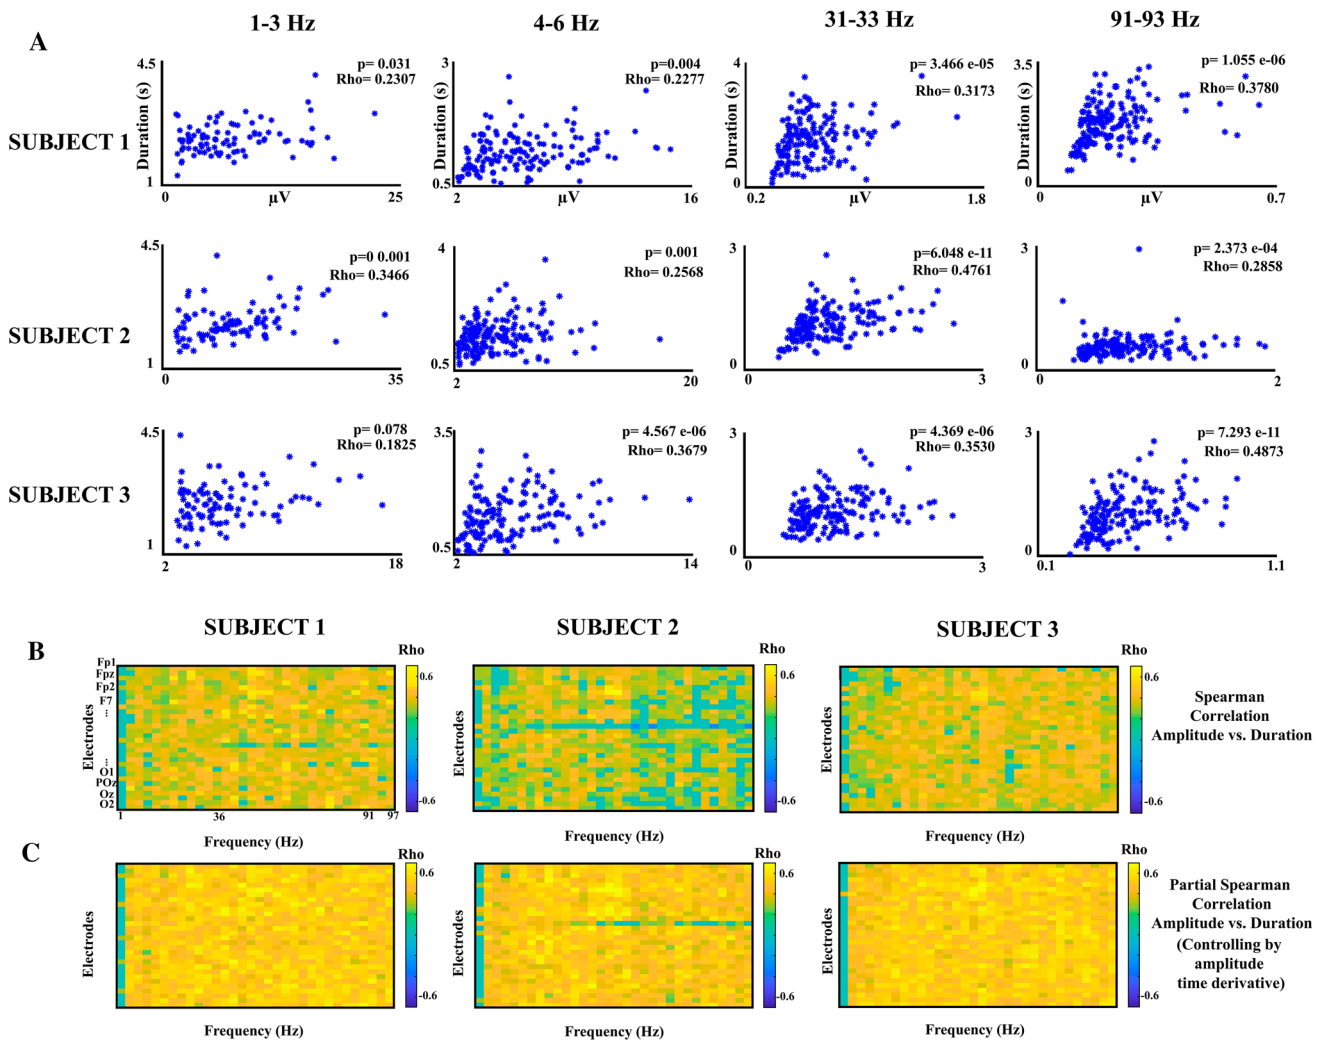 1-3 Hz
4-6 Hz
31-33 Hz
91-93 Hz
A
SUBJECT 1
Duration (s)
4.5
1
0
µV
25
p= 0.031
Rho= 0.2307
Duration (s)
3
0.5
2
µV
16
p=0.004
Rho= 0.2277
Duration (s)
4
0
0.2
µV
1.8
p= 3.466 e-05
Rho= 0.3173
Duration (s)
3.5
0
0
µV
0.7
p= 1.055 e-06
Rho= 0.3780
SUBJECT 2
4.5
1
0
35
p=0 0.001
Rho= 0.3466
4
0.5
2
20
p= 0.001
Rho= 0.2568
3
0
0
3
p=6.048 e-11
Rho= 0.4761
3
0
0
2
p= 2.373 e-04
Rho= 0.2858
SUBJECT 3
4.5
1
2
18
p= 0.078
Rho= 0.1825
3.5
0.5
2
14
p= 4.567 e-06
Rho= 0.3679
3
0
0
3
p= 4.369 e-06
Rho= 0.3530
3
0
0.1
1.1
p= 7.293 e-11
Rho= 0.4873
B
SUBJECT 1
SUBJECT 2
SUBJECT 3
Electrodes
Fp1
Fpz
Fp2
F7
...
...
O1
POz
Oz
O2
1
36
91
97
Frequency (Hz)
Rho
0.6
-0.6
Electrodes
Frequency (Hz)
Rho
0.6
-0.6
Electrodes
Frequency (Hz)
Rho
0.6
-0.6
Spearman
Correlation
Amplitude vs. Duration
C
Electrodes
Frequency (Hz)
Rho
0.6
-0.6
Electrodes
Frequency (Hz)
Rho
0.6
-0.6
Electrodes
Frequency (Hz)
Rho
0.6
-0.6
Partial Spearman
Correlation
Amplitude vs. Duration
(Controlling by
amplitude
time derivative)